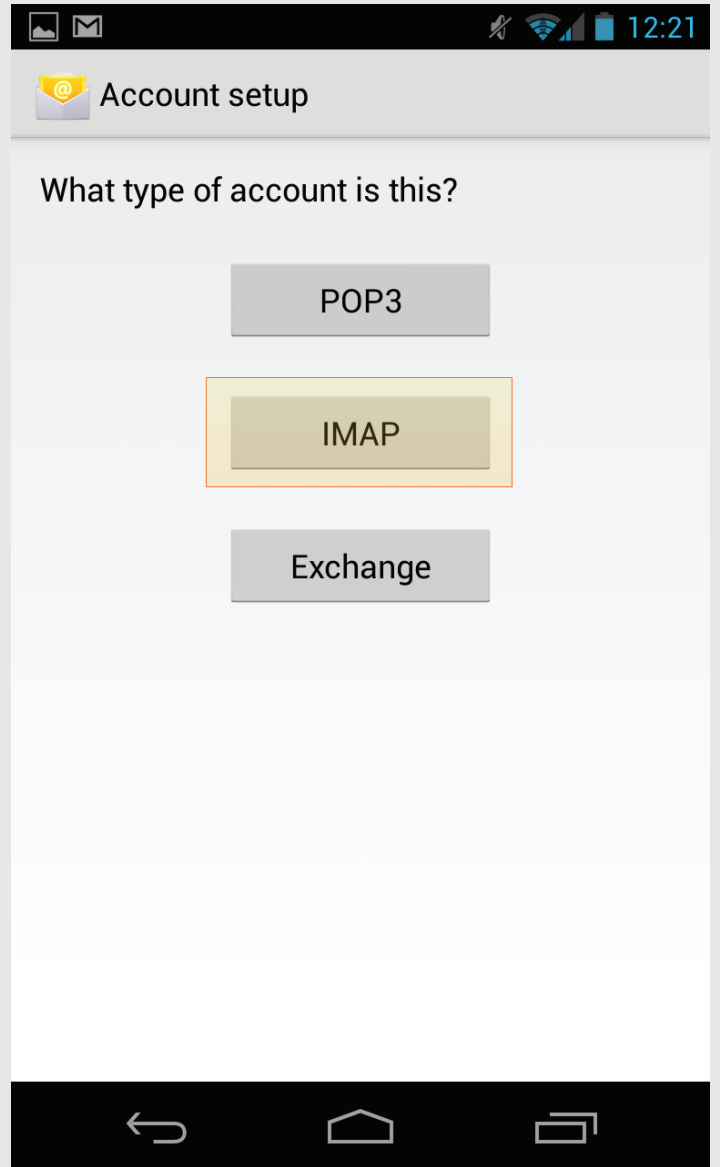 12:21
Account setup
What type of account is this?
POP3
IMAP
Exchange